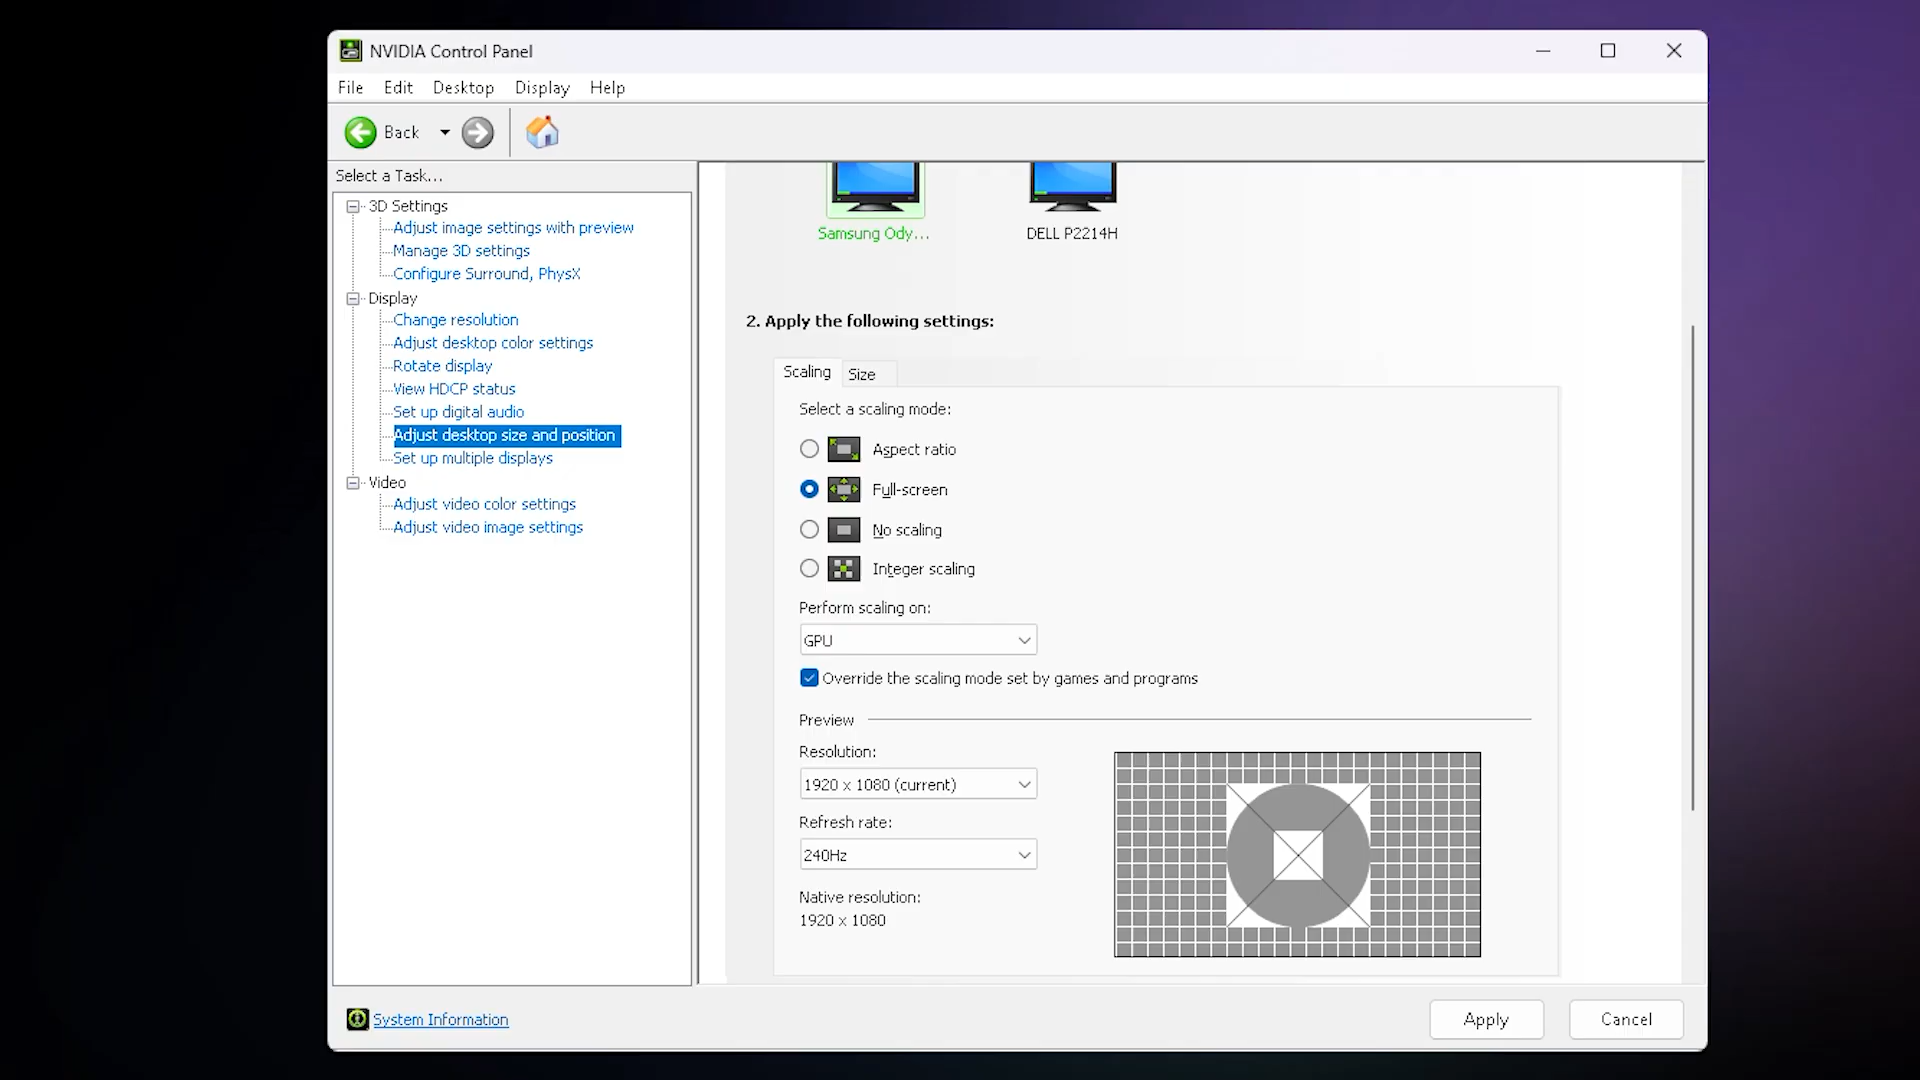 NVIDIA Control Panel
File Edit Desktop Display Help
Back
Select a Task...
3D Settings
Adjust image settings with preview
Manage 3D settings
Configure Surround, PhysX
Display
Change resolution
Adjust desktop color settings
Rotate display
View HDCP status
Set up digital audio
Adjust desktop size and position
Set up multiple displays
Video
Adjust video color settings
Adjust video image settings
System Information
Samsung Ody... DELL P2214H
2. Apply the following settings:
Scaling Size
Select a scaling mode:
Aspect ratio
Full-screen
No scaling
Integer scaling
Perform scaling on:
GPU
Override the scaling mode set by games and programs
Preview
Resolution:
1920 x 1080 (current)
Refresh rate:
240Hz
Native resolution:
1920 x 1080
Apply Cancel